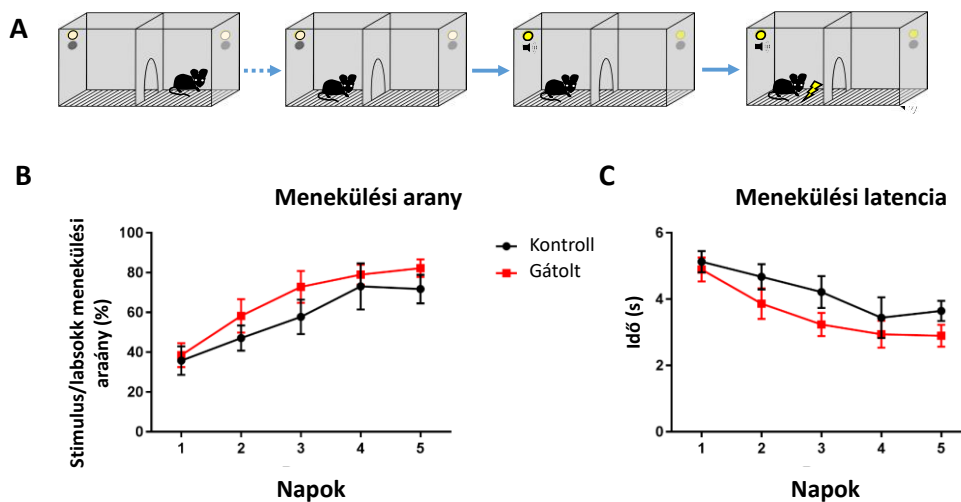 A
B
C
Menekülési arany
Menekülési latencia
Stimulus/labsokk menekülési
araány (%)
100
80
60
40
20
0
1 2 3 4 5
Napok
Kontroll
Gátolt
Idő (s)
6
4
2
0
1 2 3 4 5
Napok